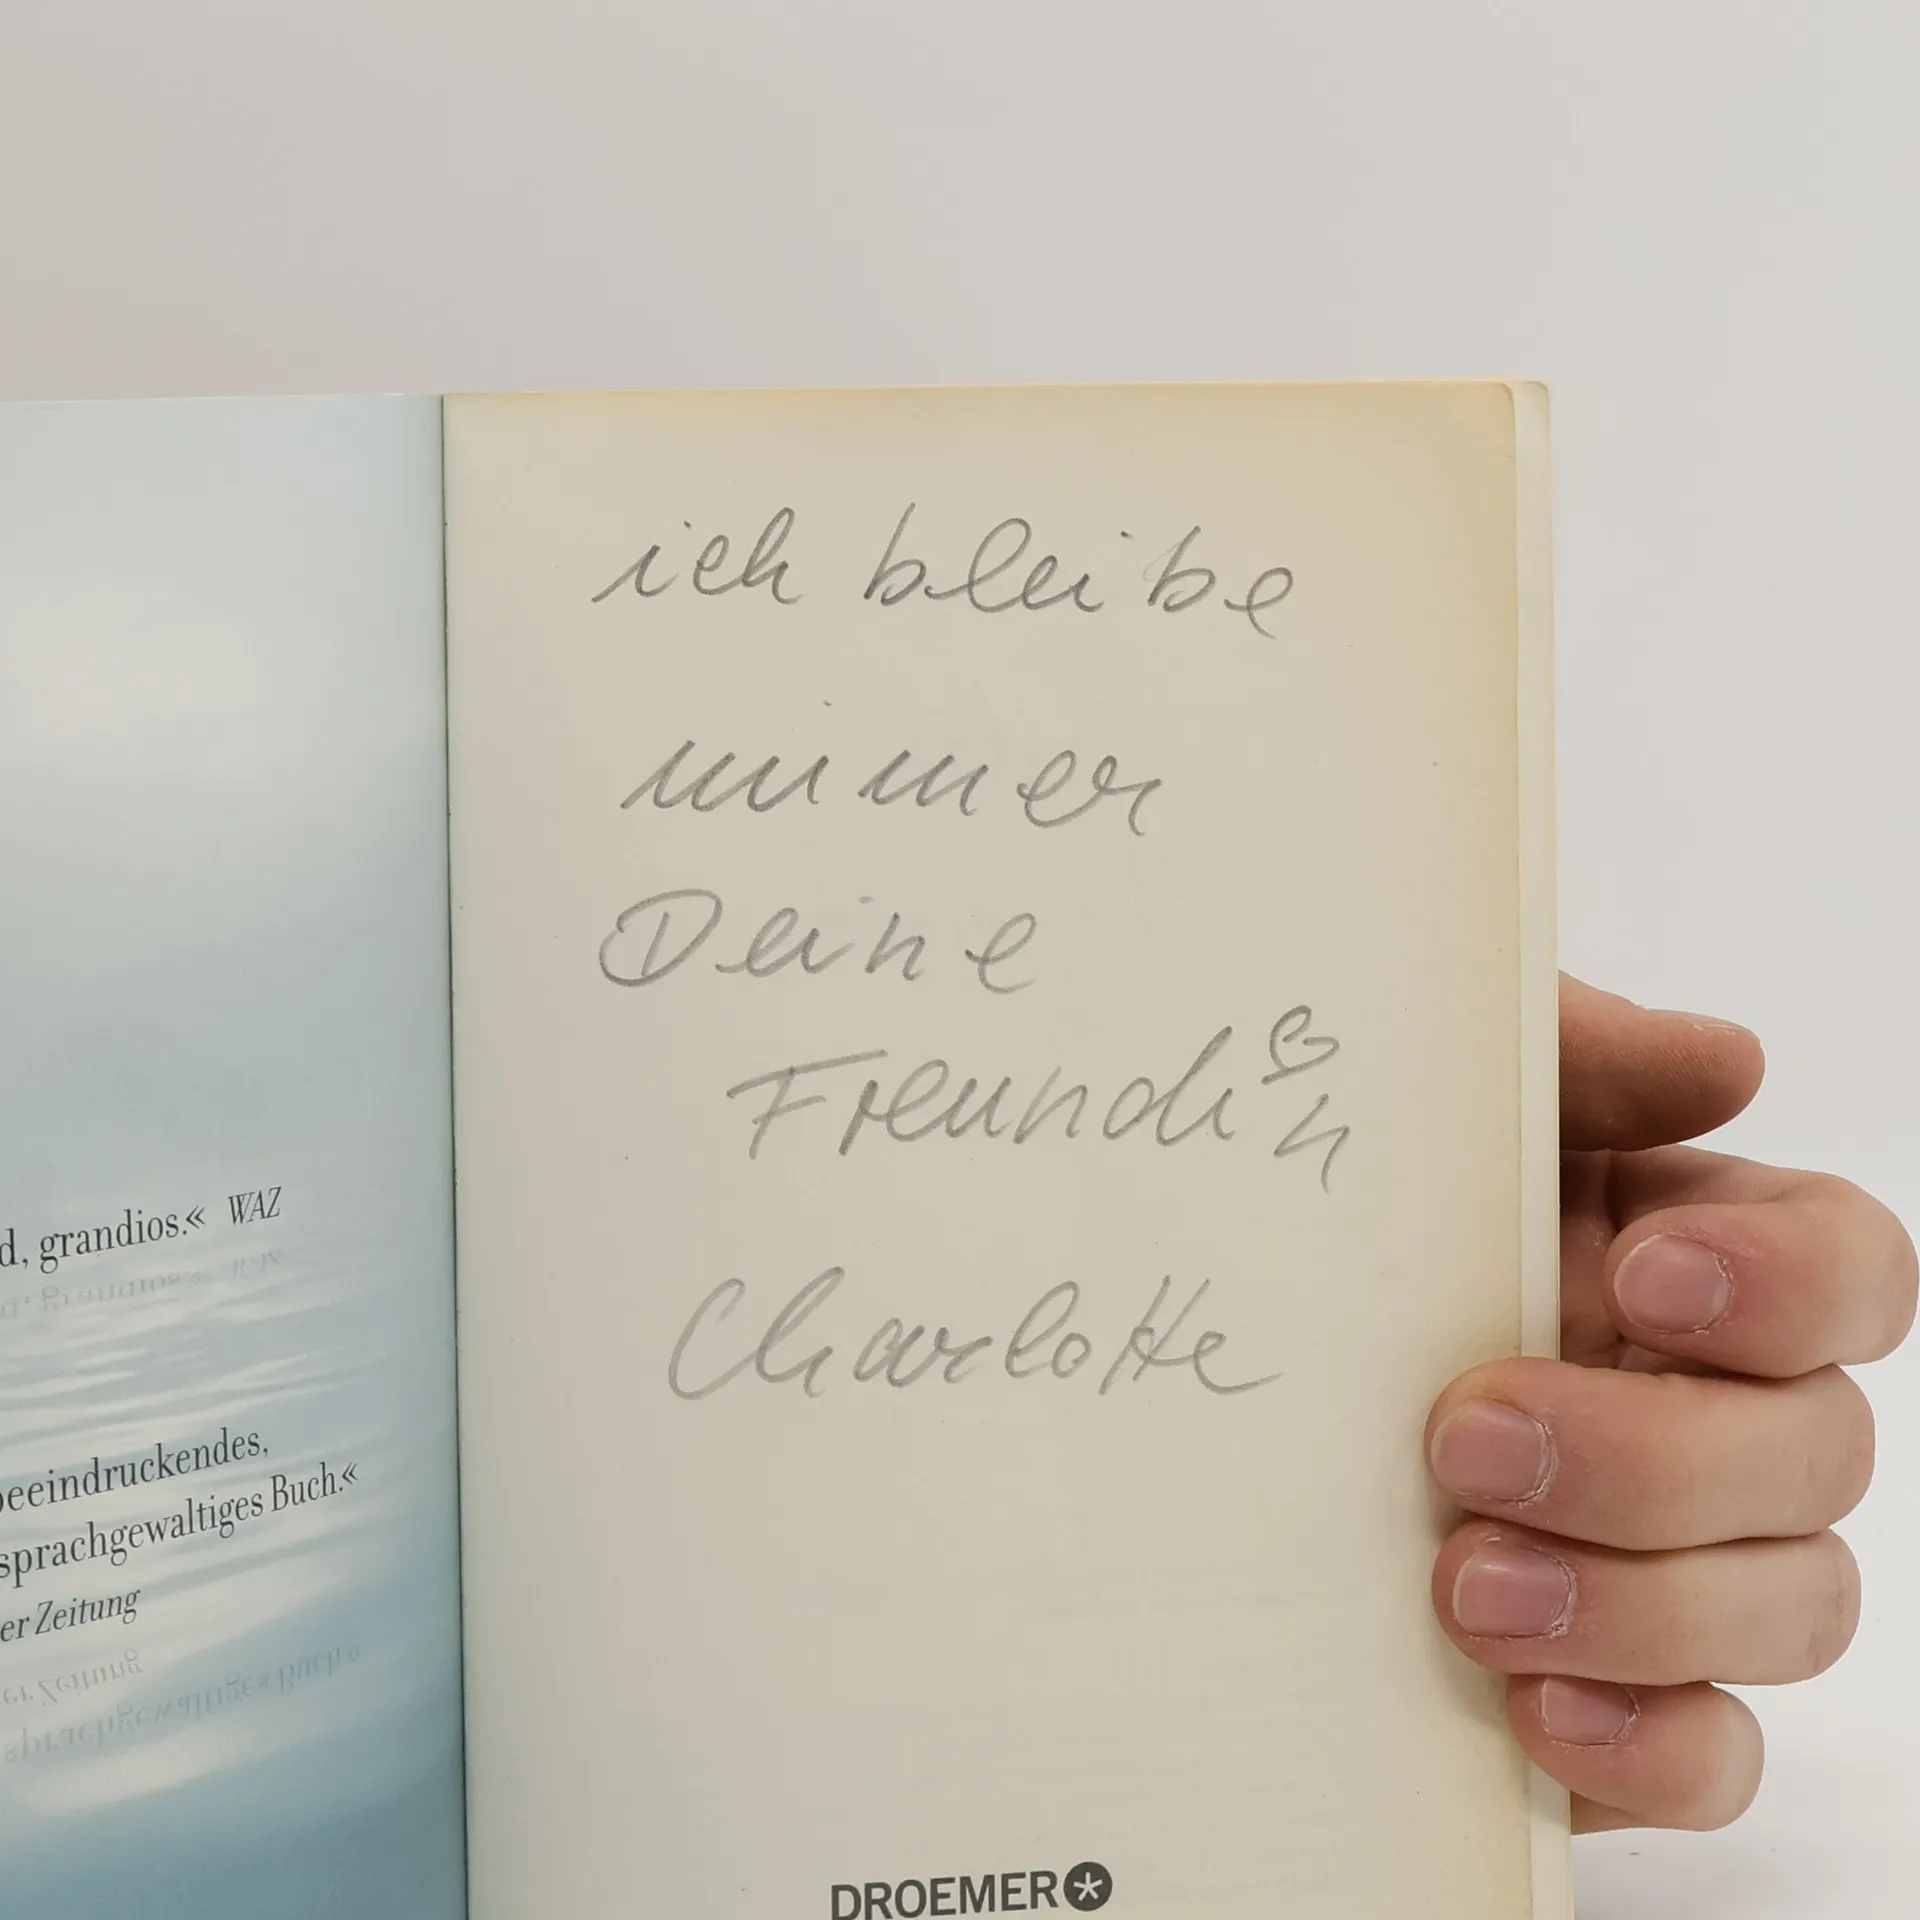 d, grandios.« WAZ
beeindruckendes,
sprachgewaltiges Buch.«
er Zeitung
ich bleibe
immer
Deine
Freundin
Charlotte
DROEMER